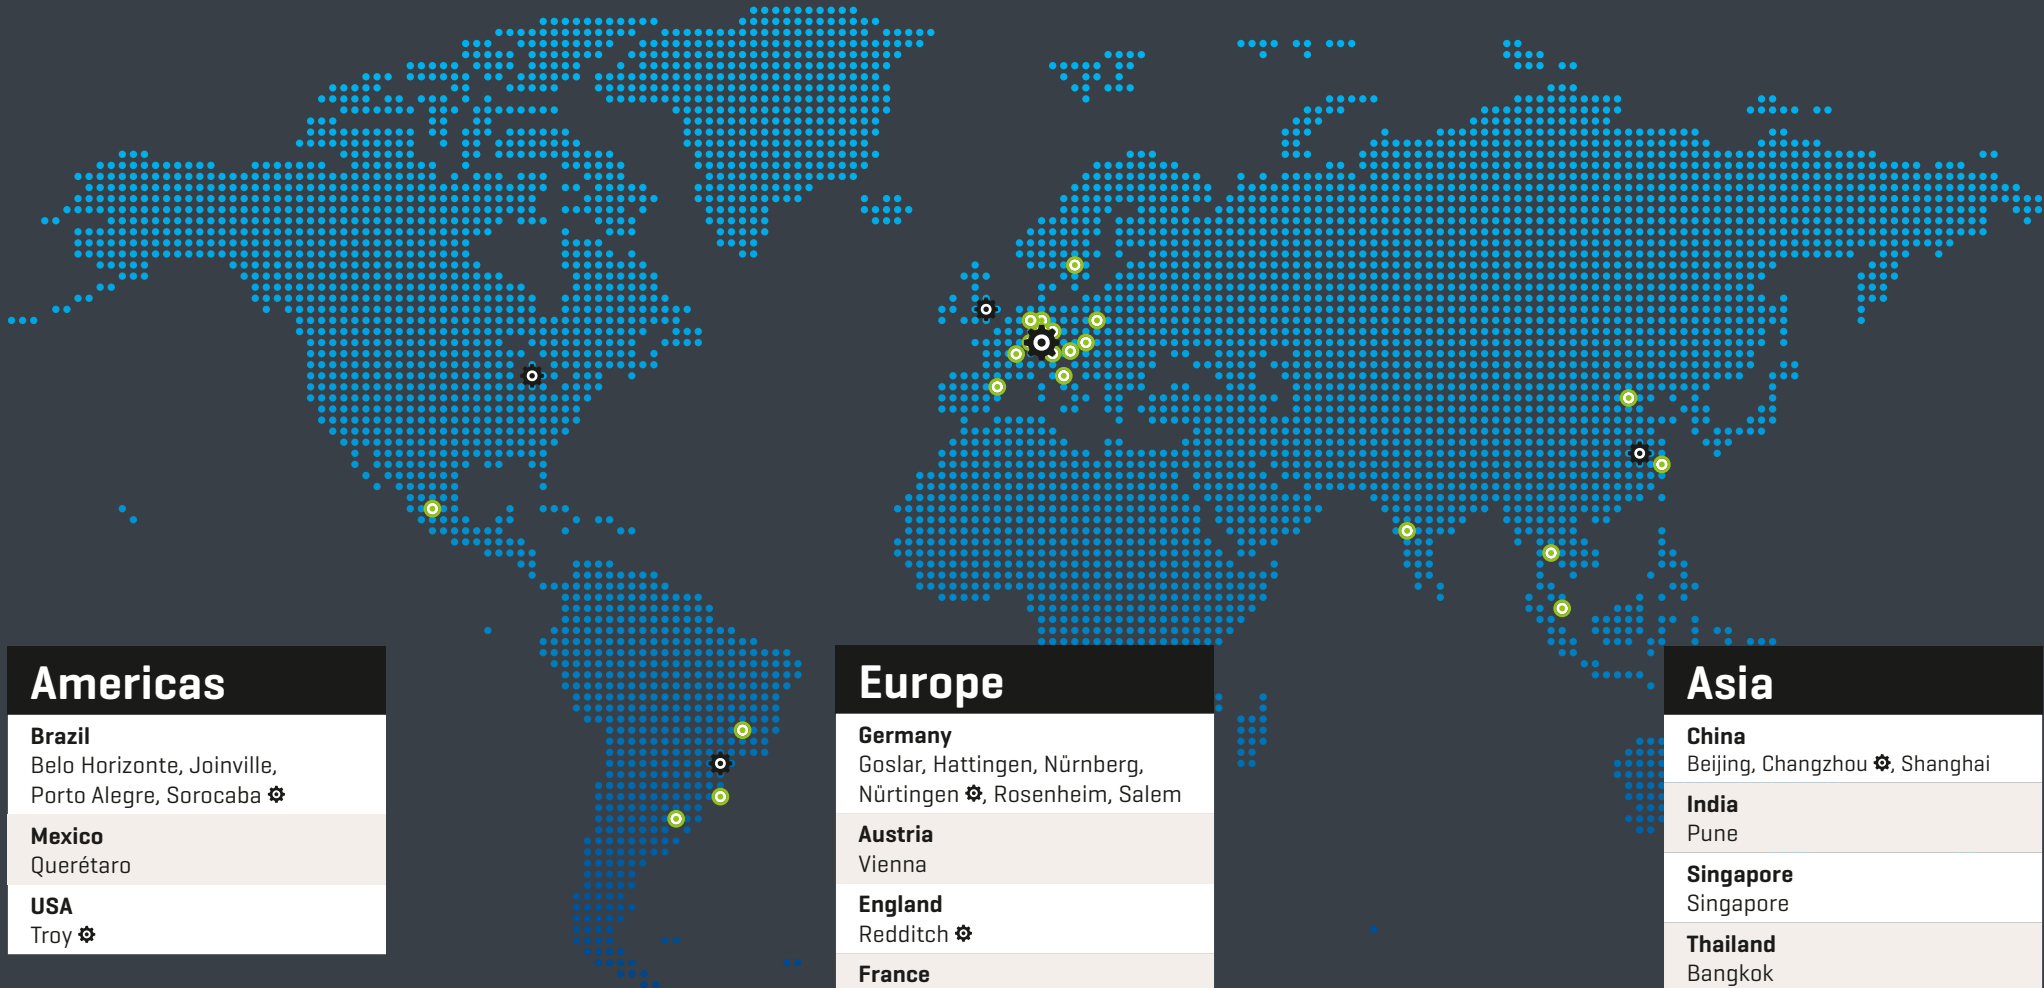 Americas
Brazil
Belo Horizonte, Joinville,
Porto Alegre, Sorocaba
Mexico
Querétaro
USA
Troy
Europe
Germany
Goslar, Hattingen, Nürnberg,
Nürtingen, Rosenheim, Salem
Austria
Vienna
England
Redditch
France
Asia
China
Beijing, Changzhou, Shanghai
India
Pune
Singapore
Singapore
Thailand
Bangkok